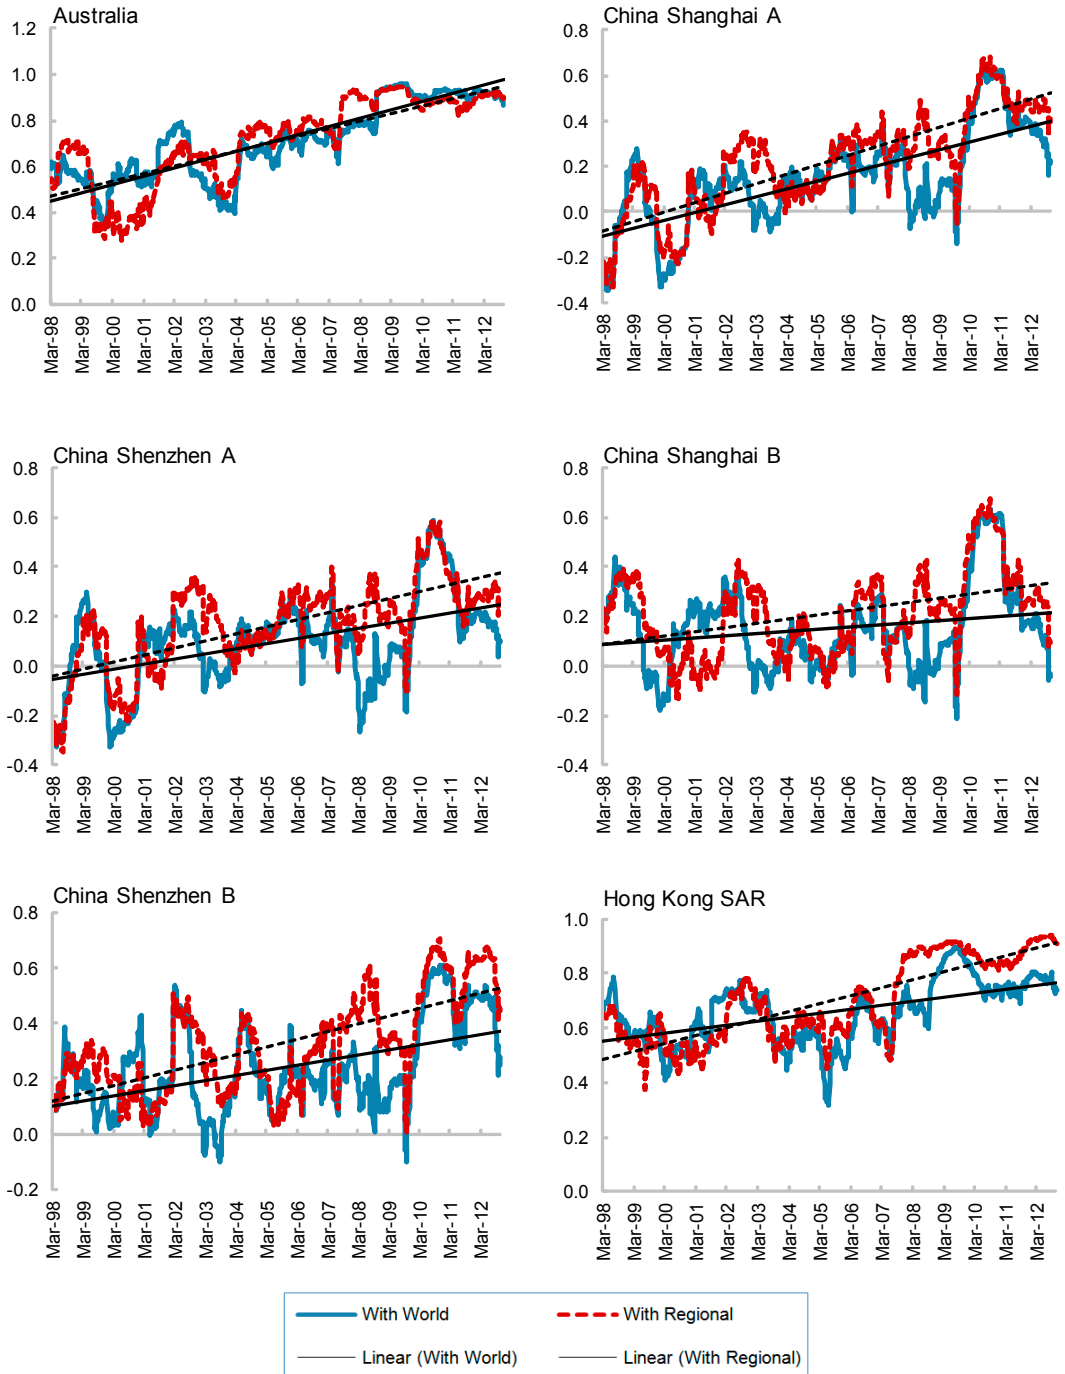 Australia
1.2
1.0
0.8
0.6
0.4
0.2
0.0
Mar-98
Mar-99
Mar-00
Mar-01
Mar-02
Mar-03
Mar-04
Mar-05
Mar-06
Mar-07
Mar-08
Mar-09
Mar-10
Mar-11
Mar-12
China Shanghai A
0.8
0.6
0.4
0.2
0.0
-0.2
-0.4
Mar-98
Mar-99
Mar-00
Mar-01
Mar-02
Mar-03
Mar-04
Mar-05
Mar-06
Mar-07
Mar-08
Mar-09
Mar-10
Mar-11
Mar-12
China Shenzhen A
0.8
0.6
0.4
0.2
0.0
-0.2
-0.4
Mar-98
Mar-99
Mar-00
Mar-01
Mar-02
Mar-03
Mar-04
Mar-05
Mar-06
Mar-07
Mar-08
Mar-09
Mar-10
Mar-11
Mar-12
China Shanghai B
0.8
0.6
0.4
0.2
0.0
-0.2
-0.4
Mar-98
Mar-99
Mar-00
Mar-01
Mar-02
Mar-03
Mar-04
Mar-05
Mar-06
Mar-07
Mar-08
Mar-09
Mar-10
Mar-11
Mar-12
China Shenzhen B
0.8
0.6
0.4
0.2
0.0
-0.2
Mar-98
Mar-99
Mar-00
Mar-01
Mar-02
Mar-03
Mar-04
Mar-05
Mar-06
Mar-07
Mar-08
Mar-09
Mar-10
Mar-11
Mar-12
Hong Kong SAR
1.0
0.8
0.6
0.4
0.2
0.0
Mar-98
Mar-99
Mar-00
Mar-01
Mar-02
Mar-03
Mar-04
Mar-05
Mar-06
Mar-07
Mar-08
Mar-09
Mar-10
Mar-11
Mar-12
With World
With Regional
Linear (With World)
Linear (With Regional)